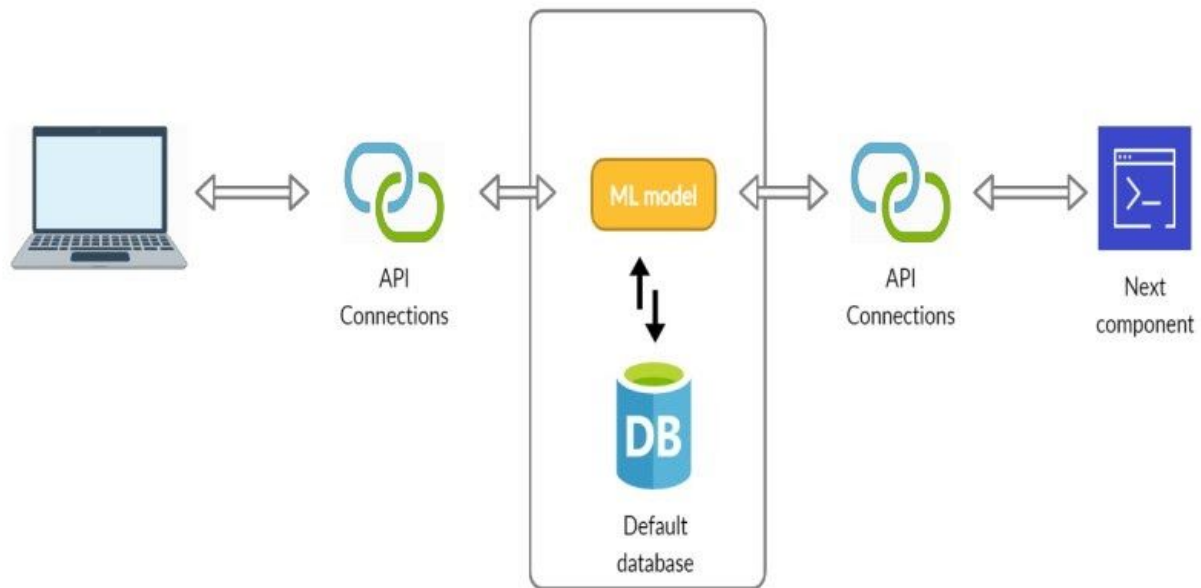 ML model
API
Connections
API
Connections
Next
component
DB
Default
database